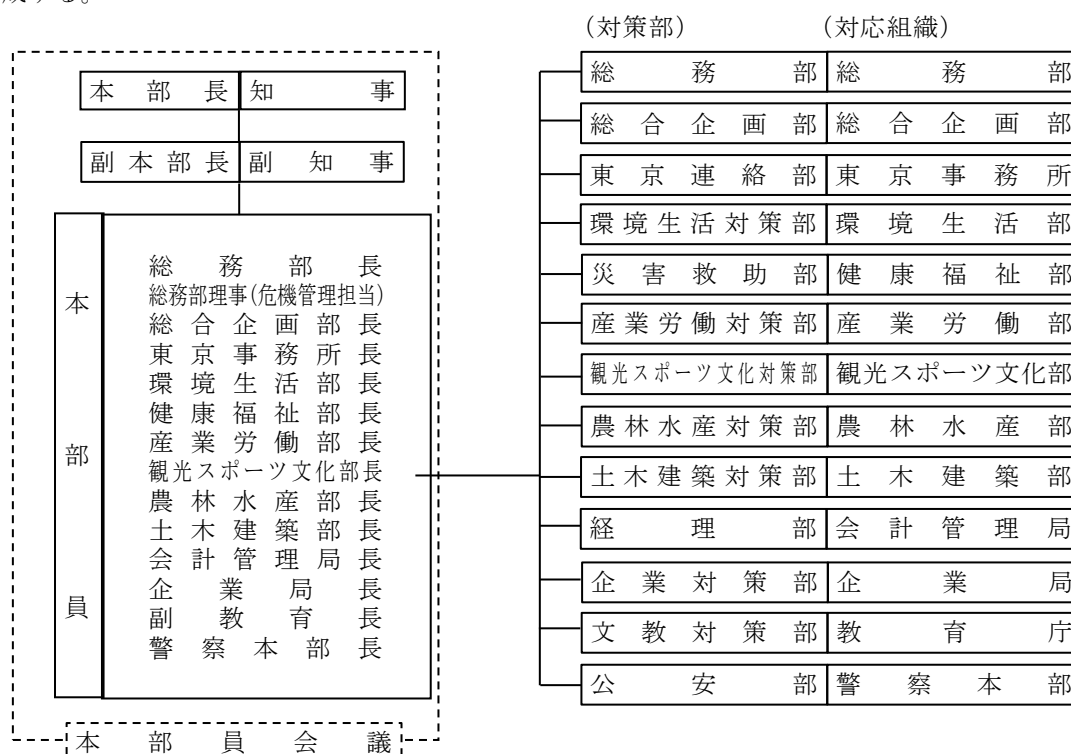 成する。
本部長 知事
副本部長 副知事
本部員
総務部長
総務部理事(危機管理担当)
総合企画部長
東京事務所長
環境生活部長
健康福祉部長
産業労働部長
観光スポーツ文化部長
農林水産部長
土木建築部長
会計管理局長
企業局長
副教育長
警察本部長
本部員会議
(対策部) (対応組織)
総務部 総務部
総合企画部 総合企画部
東京連絡部 東京事務所
環境生活対策部 環境生活部
災害救助部 健康福祉部
産業労働対策部 産業労働部
観光スポーツ文化対策部 観光スポーツ文化部
農林水産対策部 農林水産部
土木建築対策部 土木建築部
経理部 会計管理局
企業対策部 企業局
文教対策部 教育庁
公安部 警察本部